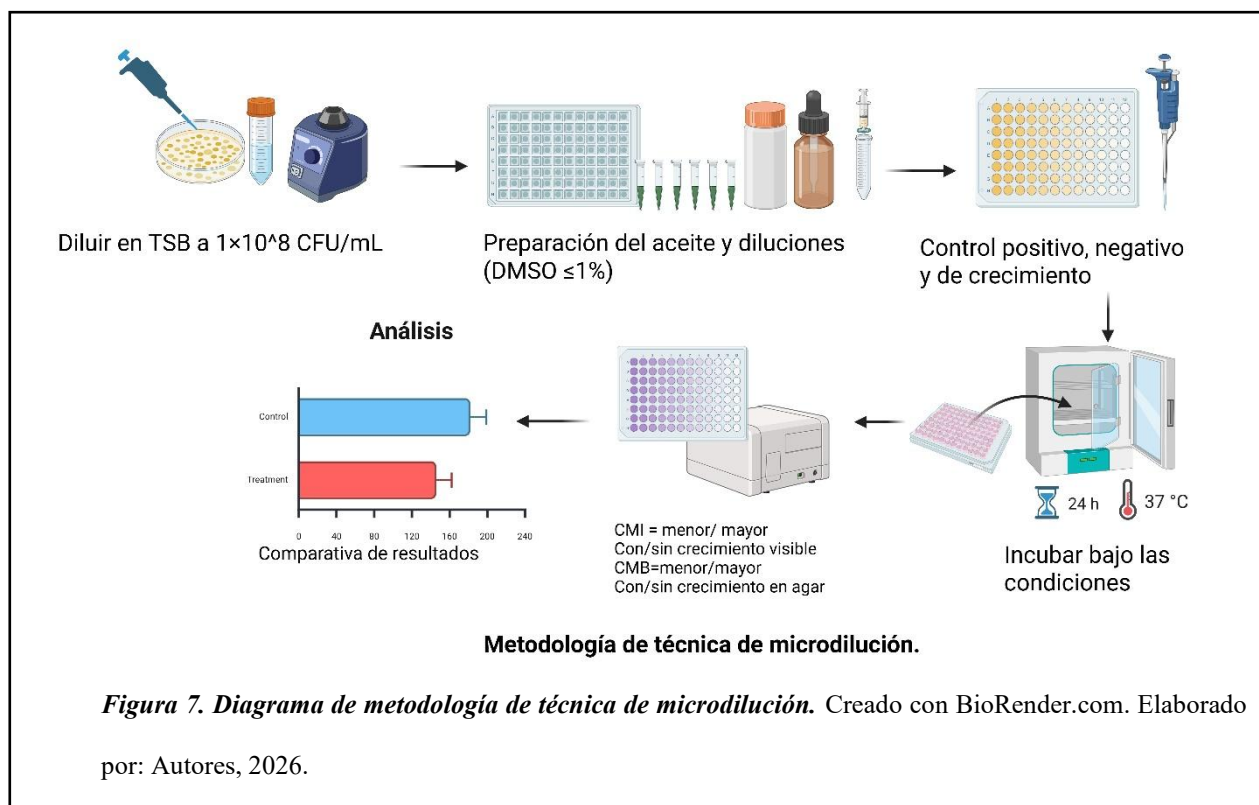 Diluir en TSB a 1×10^8 CFU/mL
Preparación del aceite y diluciones
(DMSO ≤1%)
Control positivo, negativo
y de crecimiento
24 h
37 °C
Incubar bajo las
condiciones
CMI = menor/ mayor
Con/sin crecimiento visible
CMB=menor/mayor
Con/sin crecimiento en agar
Análisis
Control
Treatment
0 40 80 120 160 200 240
Comparativa de resultados
Metodología de técnica de microdilución.
Figura 7. Diagrama de metodología de técnica de microdilución. Creado con BioRender.com. Elaborado
por: Autores, 2026.